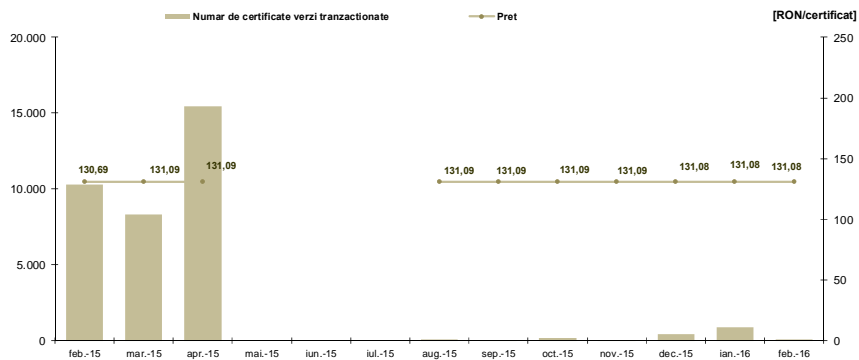 Numar de certificate verzi tranzactionate Pret [RON/certificat]
20.000 250
15.000 200
10.000 150
5.000 100
0 50
0
130,69 131,09 131,09 131,09 131,09 131,09 131,09 131,08 131,08 131,08
feb.-15 mar.-15 apr.-15 mai.-15 iun.-15 iul.-15 aug.-15 sep.-15 oct.-15 nov.-15 dec.-15 ian.-16 feb.-16